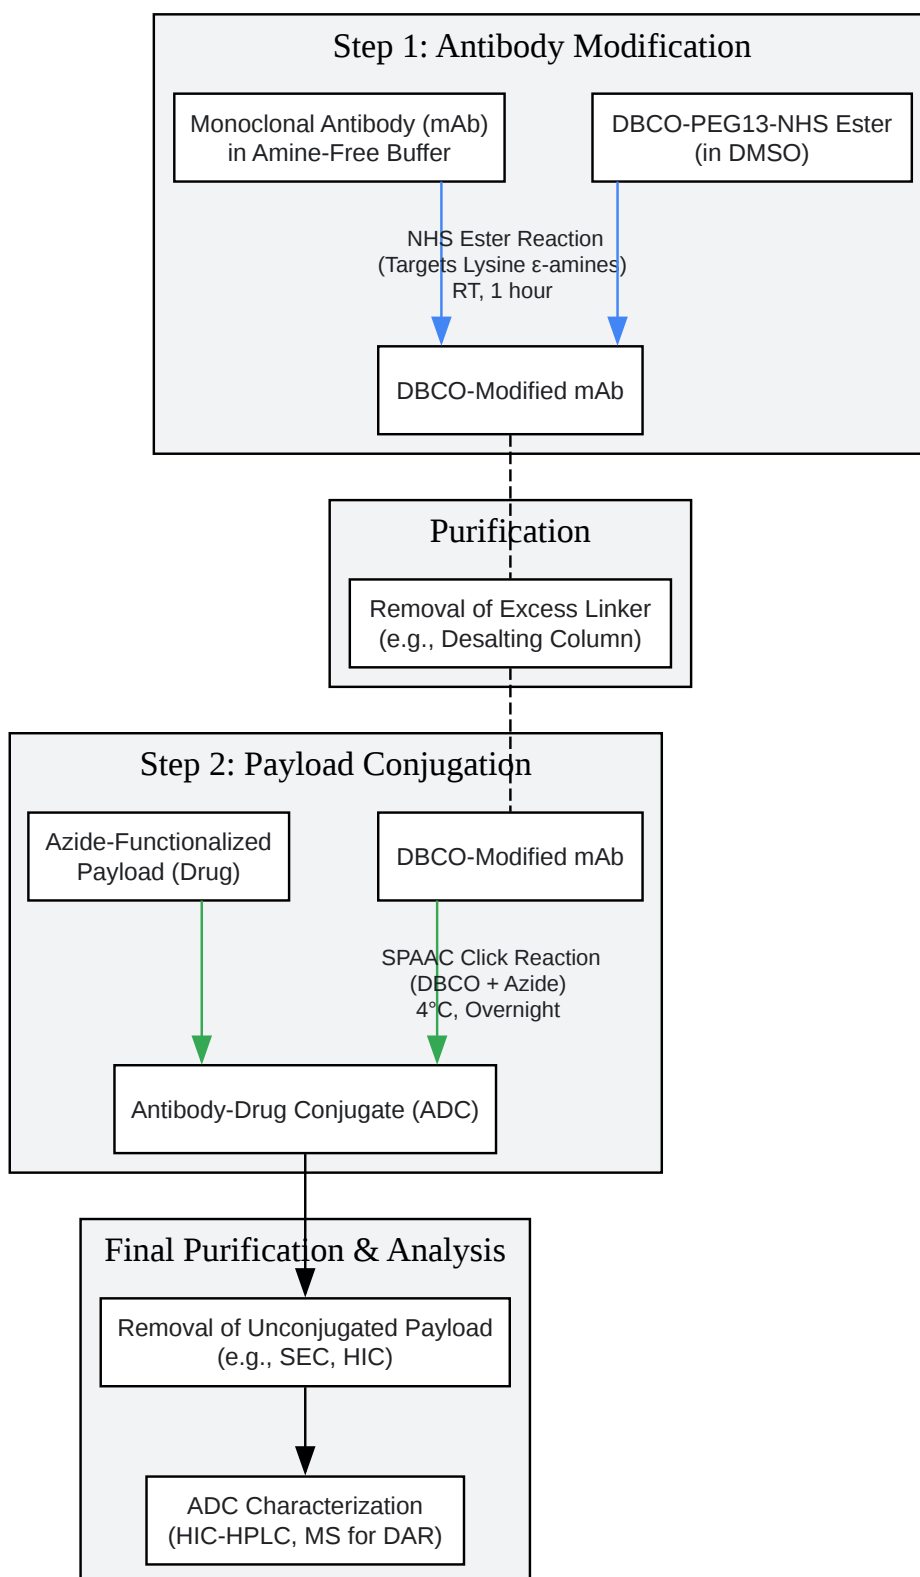 Step 1: Antibody Modification
Monoclonal Antibody (mAb)
in Amine-Free Buffer
DBCO-PEG13-NHS Ester
(in DMSO)
NHS Ester Reaction
(Targets Lysine ε-amines)
RT, 1 hour
DBCO-Modified mAb
Purification
Removal of Excess Linker
(e.g., Desalting Column)
Step 2: Payload Conjugation
Azide-Functionalized
Payload (Drug)
DBCO-Modified mAb
SPAAC Click Reaction
(DBCO + Azide)
4°C, Overnight
Antibody-Drug Conjugate (ADC)
Final Purification & Analysis
Removal of Unconjugated Payload
(e.g., SEC, HIC)
ADC Characterization
(HIC-HPLC, MS for DAR)